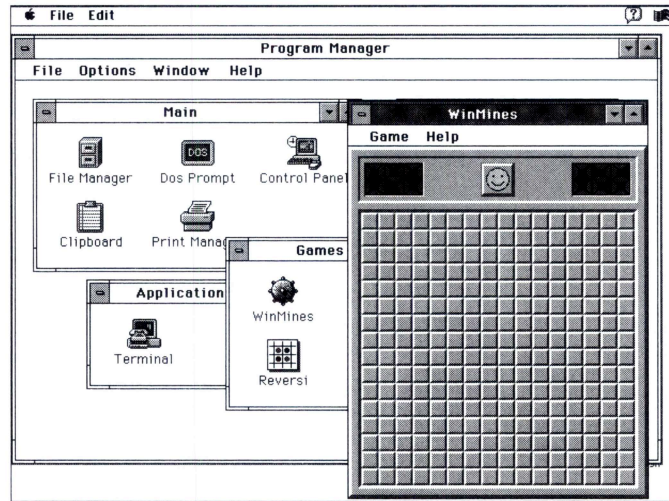 File Edit
Program Manager
File Options Window Help
Main
File Manager
DOS
Dos Prompt
Control Panel
Clipboard
Print Manag
Application
Terminal
Games
WinMines
Reversi
WinMines
Game Help